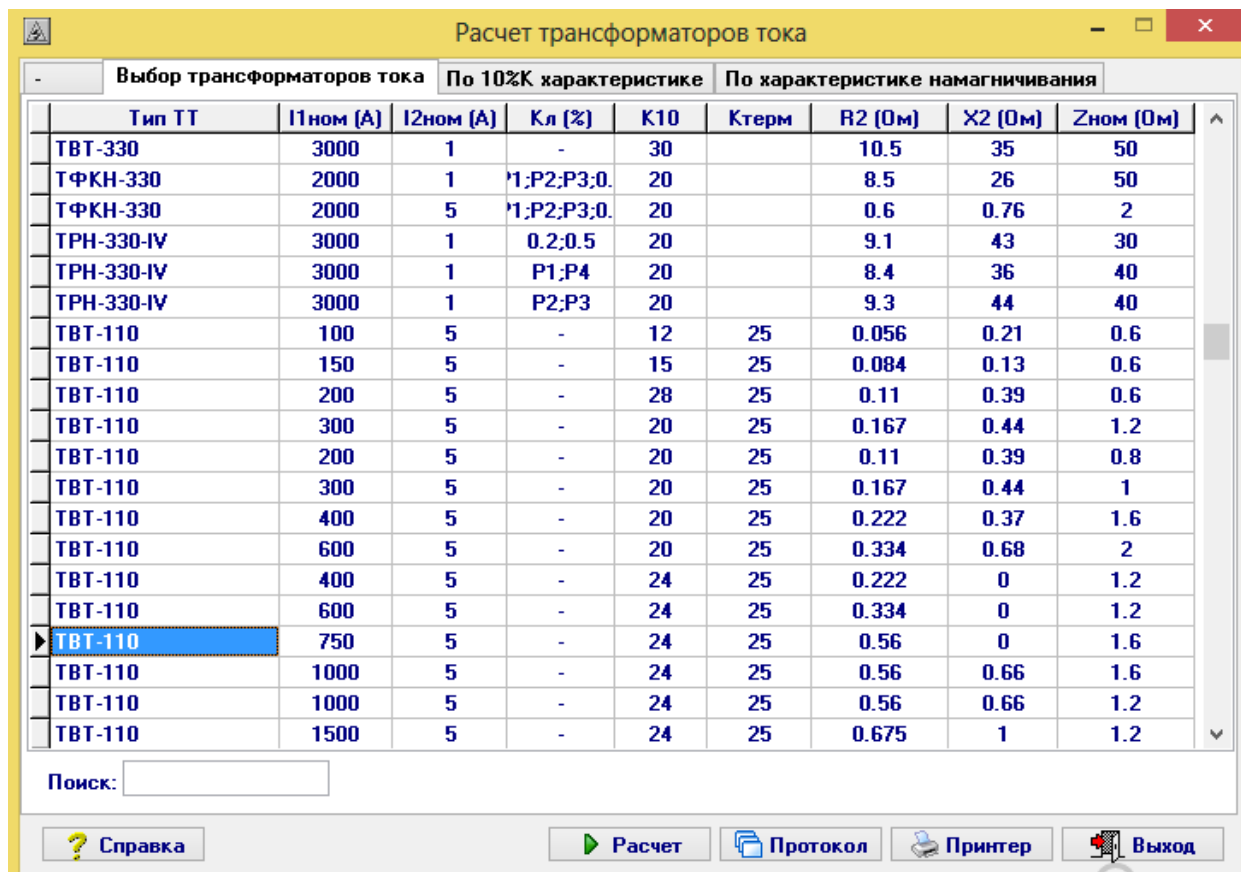 Расчет трансформаторов тока
- Выбор трансформаторов тока По 10%К характеристике По характеристике намагничивания
Тип ТТ I1ном (А) I2ном (А) Кл (%) К10 Ктерм R2 (Ом) X2 (Ом) Zном (Ом)
ТВТ-330 3000 1 - 30 10.5 35 50
ТФКН-330 2000 1 P1;P2;P3;0. 20 8.5 26 50
ТФКН-330 2000 5 P1;P2;P3;0. 20 0.6 0.76 2
ТРН-330-IV 3000 1 0.2;0.5 20 9.1 43 30
ТРН-330-IV 3000 1 P1;P4 20 8.4 36 40
ТРН-330-IV 3000 1 P2;P3 20 9.3 44 40
ТВТ-110 100 5 - 12 25 0.056 0.21 0.6
ТВТ-110 150 5 - 15 25 0.084 0.13 0.6
ТВТ-110 200 5 - 28 25 0.11 0.39 0.6
ТВТ-110 300 5 - 20 25 0.167 0.44 1.2
ТВТ-110 200 5 - 20 25 0.11 0.39 0.8
ТВТ-110 300 5 - 20 25 0.167 0.44 1
ТВТ-110 400 5 - 20 25 0.222 0.37 1.6
ТВТ-110 600 5 - 20 25 0.334 0.68 2
ТВТ-110 400 5 - 24 25 0.222 0 1.2
ТВТ-110 600 5 - 24 25 0.334 0 1.2
ТВТ-110 750 5 - 24 25 0.56 0 1.6
ТВТ-110 1000 5 - 24 25 0.56 0.66 1.6
ТВТ-110 1000 5 - 24 25 0.56 0.66 1.2
ТВТ-110 1500 5 - 24 25 0.675 1 1.2
Поиск:
Справка Расчет Протокол Принтер Выход